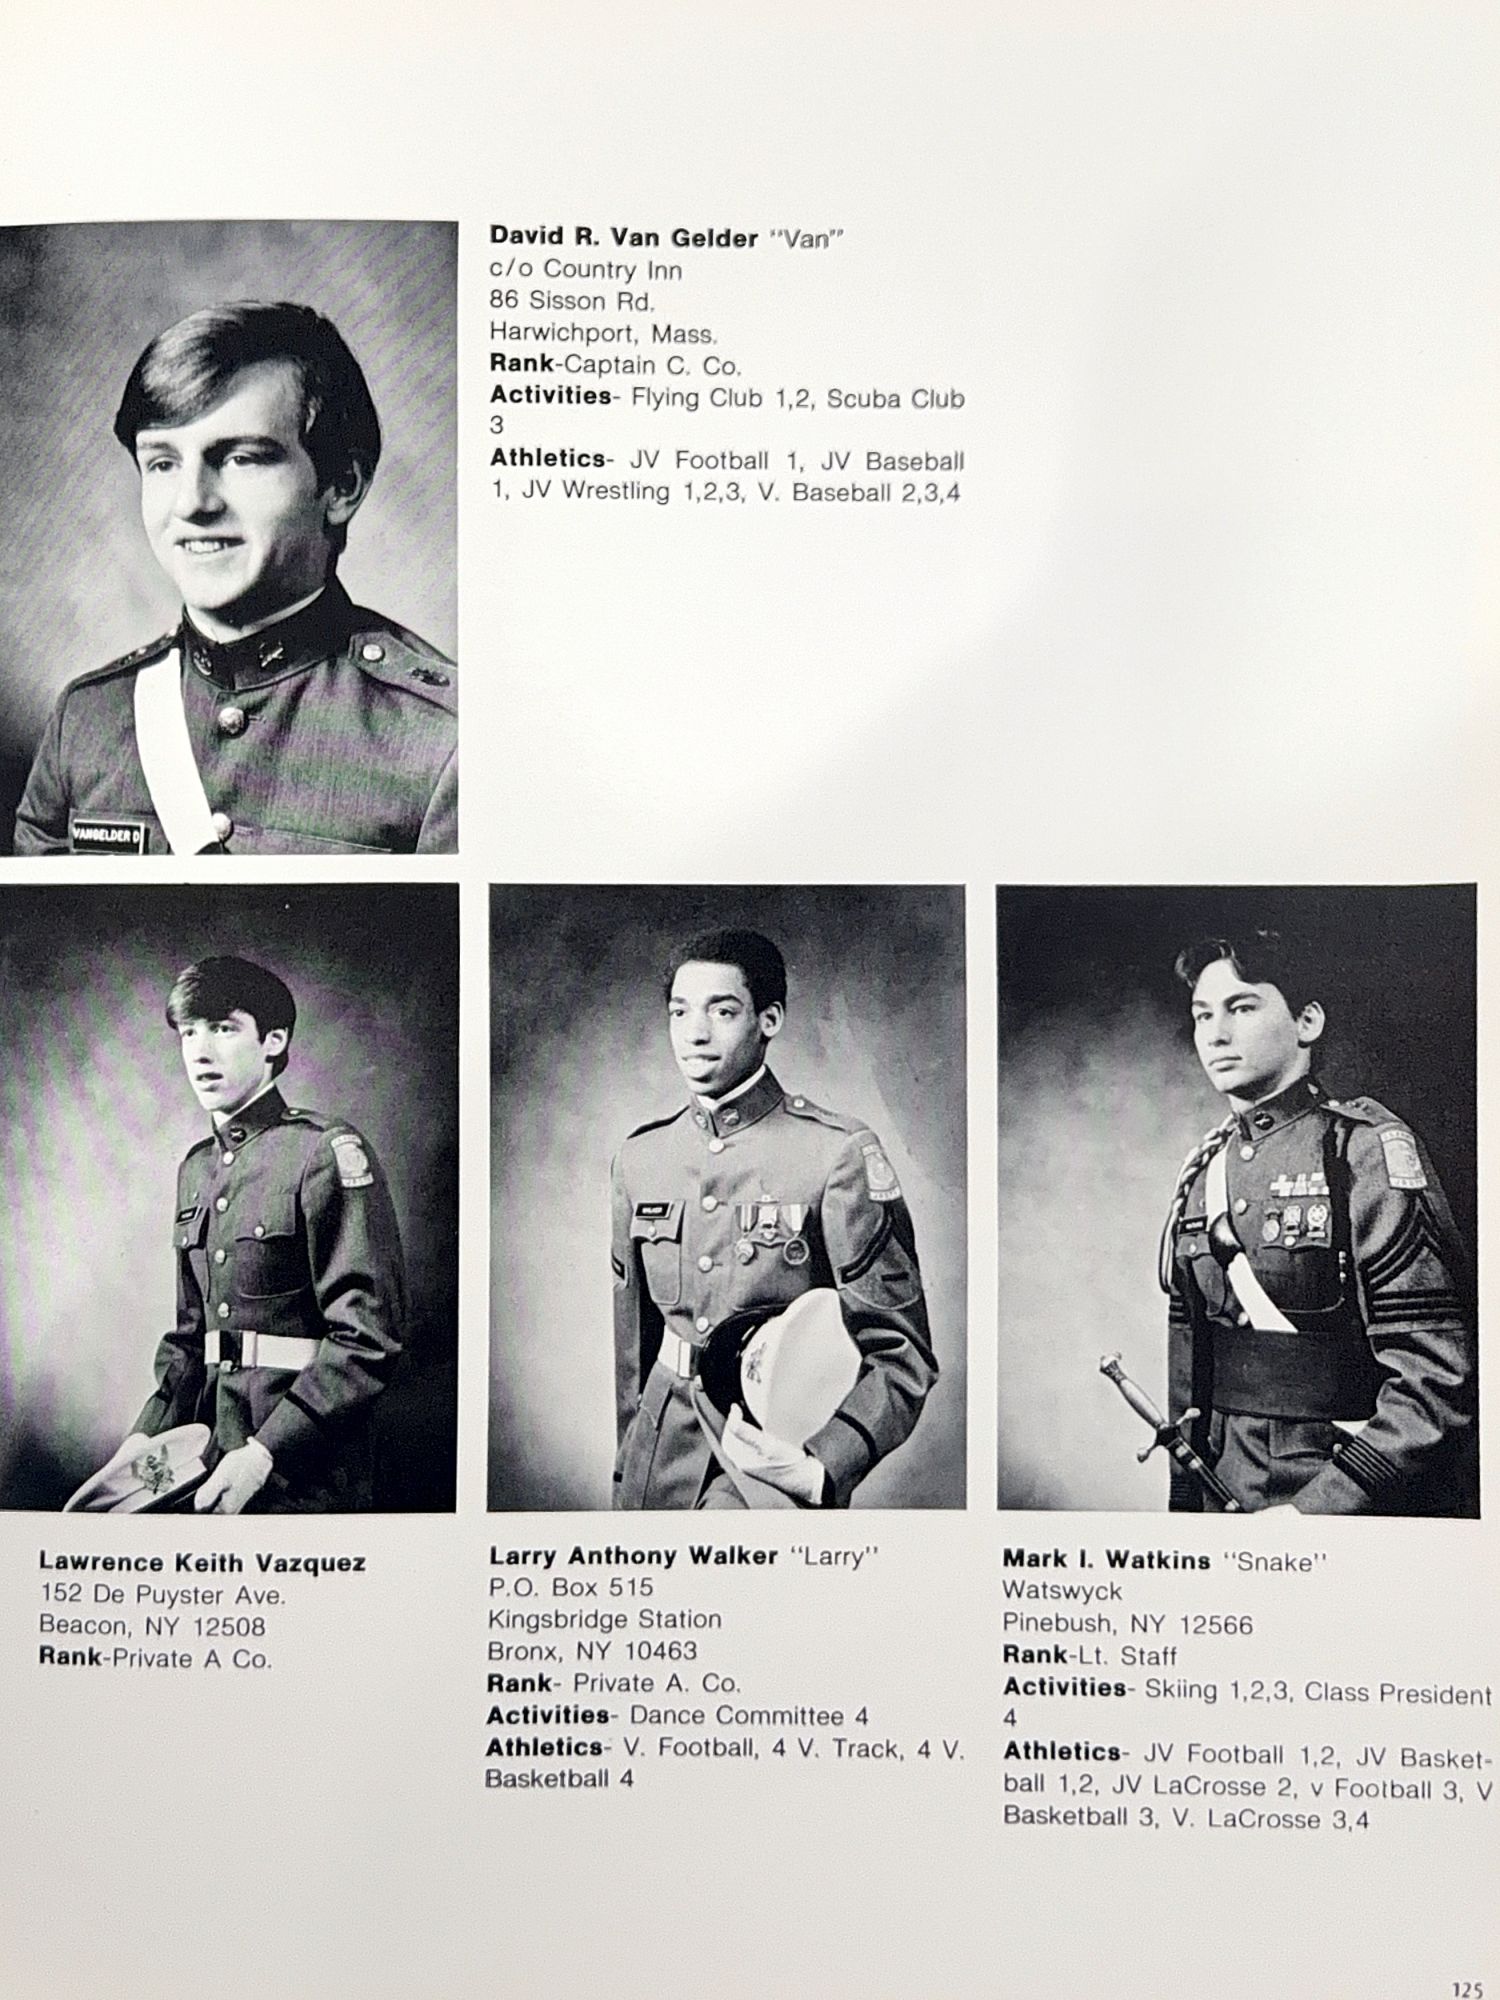 David R. Van Gelder "Van"
c/o Country Inn
86 Sisson Rd.
Harwichport, Mass.
Rank-Captain C. Co.
Activities- Flying Club 1,2, Scuba Club
3
Athletics- JV Football 1, JV Baseball
1, JV Wrestling 1,2,3, V. Baseball 2,3,4
VANGELDER D
WALKER
Lawrence Keith Vazquez
152 De Puyster Ave.
Beacon, NY 12508
Rank-Private A Co.
Larry Anthony Walker "Larry"
P.O. Box 515
Kingsbridge Station
Bronx, NY 10463
Rank- Private A. Co.
Activities- Dance Committee 4
Athletics- V. Football, 4 V. Track, 4 V.
Basketball 4
Mark I. Watkins "Snake"
Watswyck
Pinebush, NY 12566
Rank-Lt. Staff
Activities- Skiing 1,2,3, Class President
4
Athletics- JV Football 1,2, JV Basket-
ball 1,2, JV LaCrosse 2, v Football 3, V
Basketball 3, V. LaCrosse 3,4
125